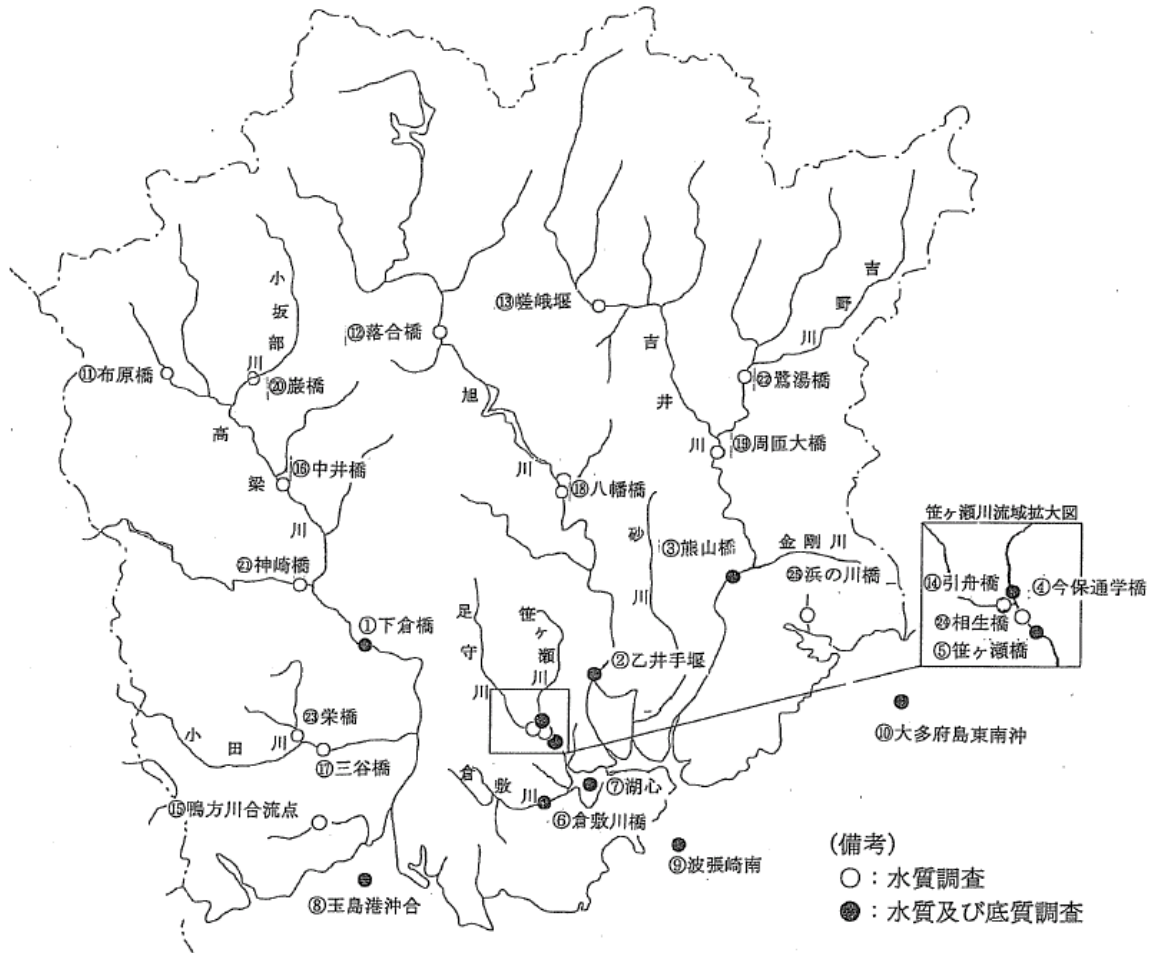 小坂部川
吉野川
⑬嵯峨堰
⑫落合橋
吉井川
⑪布原橋
⑳巌橋
㉒鷺湯橋
旭川
高梁川
⑲周匝大橋
⑯中井橋
⑱八幡橋
砂川
笹ヶ瀬川流域拡大図
③熊山橋
金剛川
㉑神崎橋
㉕浜の川橋
⑭引舟橋
④今保通学橋
足守川
笹ヶ瀬川
㉔相生橋
①下倉橋
⑤笹ヶ瀬橋
②乙井手堰
㉓栄橋
⑩大多府島東南沖
小田川
⑰三谷橋
倉敷川
⑦湖心
⑮鴨方川合流点
⑥倉敷川橋
⑨波張崎南
(備考)
○：水質調査
⑧玉島港沖合
●：水質及び底質調査